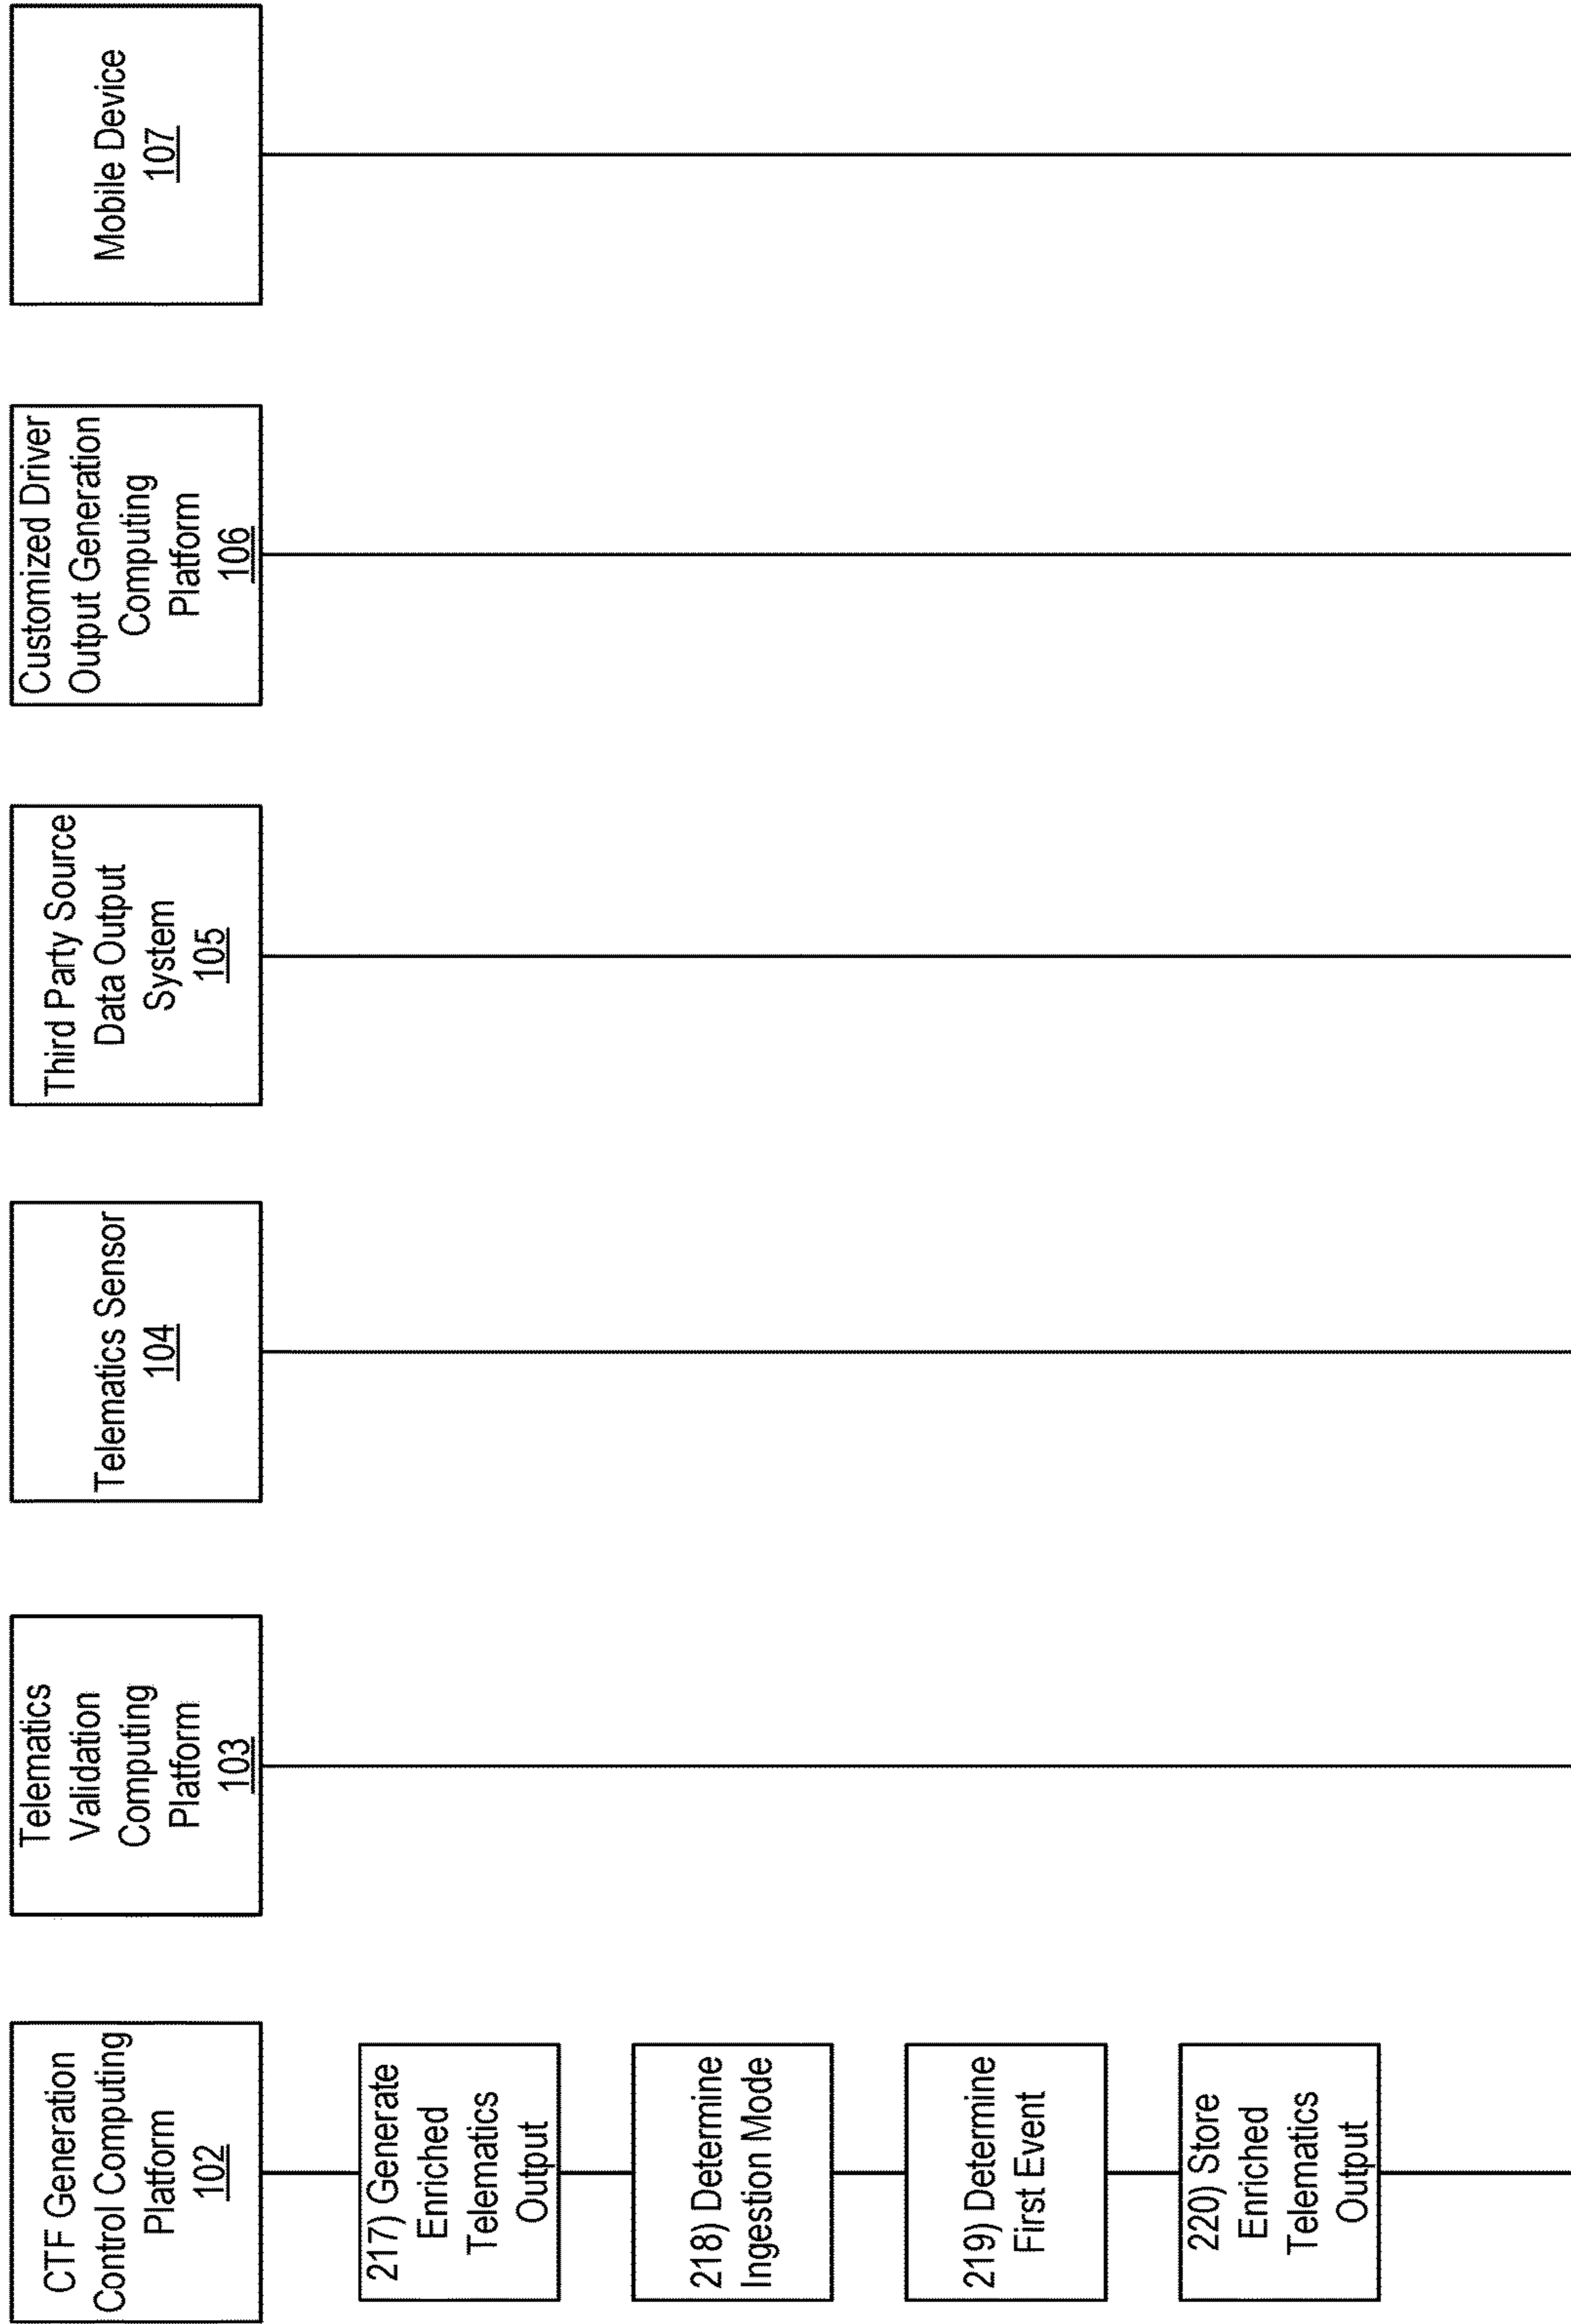 CTF Generation
Control Computing
Platform
102
Telematics
Validation
Computing
Platform
103
Telematics Sensor
104
Third Party Source
Data Output
System
105
Customized Driver
Output Generation
Computing
Platform
106
Mobile Device
107
217) Generate
Enriched
Telematics
Output
218) Determine
Ingestion Mode
219) Determine
First Event
220) Store
Enriched
Telematics
Output